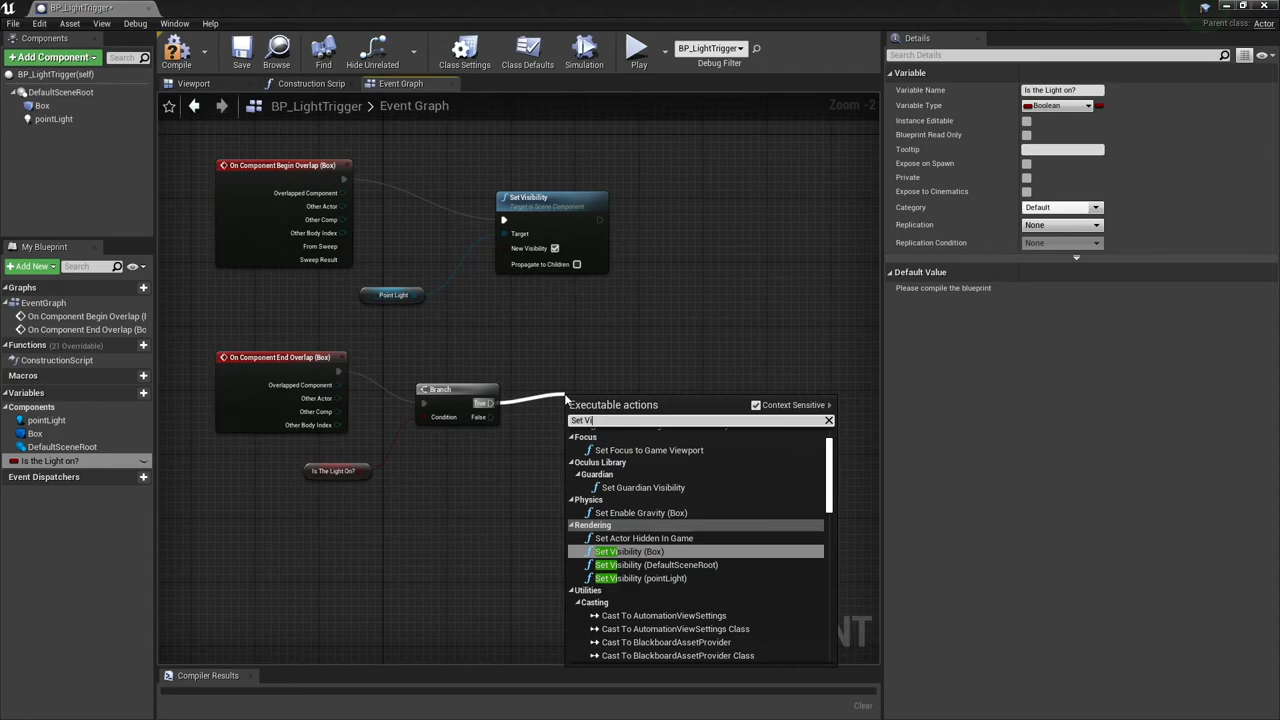 BP_LightTrigger*
File Edit Asset View Debug Window Help
Parent class: Actor
Components
+ Add Component
Search
BP_LightTrigger(self)
DefaultSceneRoot
Box
pointLight
My Blueprint
+ Add New
Search
Graphs
EventGraph
On Component Begin Overlap (
On Component End Overlap (Bo
Functions (21 Overridable)
ConstructionScript
Macros
Variables
Components
pointLight
Box
DefaultSceneRoot
Is the Light on?
Event Dispatchers
Compile
Save
Browse
Find
Hide Unrelated
Class Settings
Class Defaults
Simulation
Play
BP_LightTrigger
Debug Filter
Viewport
Construction Scrip
Event Graph
BP_LightTrigger > Event Graph
Zoom -2
On Component Begin Overlap (Box)
Overlapped Component
Other Actor
Other Comp
Other Body Index
From Sweep
Sweep Result
Set Visibility
Target is Scene Component
Target
New Visibility
Propagate to Children
Point Light
On Component End Overlap (Box)
Overlapped Component
Other Actor
Other Comp
Other Body Index
Branch
True
Condition
False
Is The Light On?
Executable actions
Context Sensitive
Set Vi
Focus
Set Focus to Game Viewport
Oculus Library
Guardian
Set Guardian Visibility
Physics
Set Enable Gravity (Box)
Rendering
Set Actor Hidden In Game
Set Visibility (Box)
Set Visibility (DefaultSceneRoot)
Set Visibility (pointLight)
Utilities
Casting
Cast To AutomationViewSettings
Cast To AutomationViewSettings Class
Cast To BlackboardAssetProvider
Cast To BlackboardAssetProvider Class
NT
Compiler Results
Clear
Details
Search Details
Variable
Variable Name
Is the Light on?
Variable Type
Boolean
Instance Editable
Blueprint Read Only
Tooltip
Expose on Spawn
Private
Expose to Cinematics
Category
Default
Replication
None
Replication Condition
None
Default Value
Please compile the blueprint